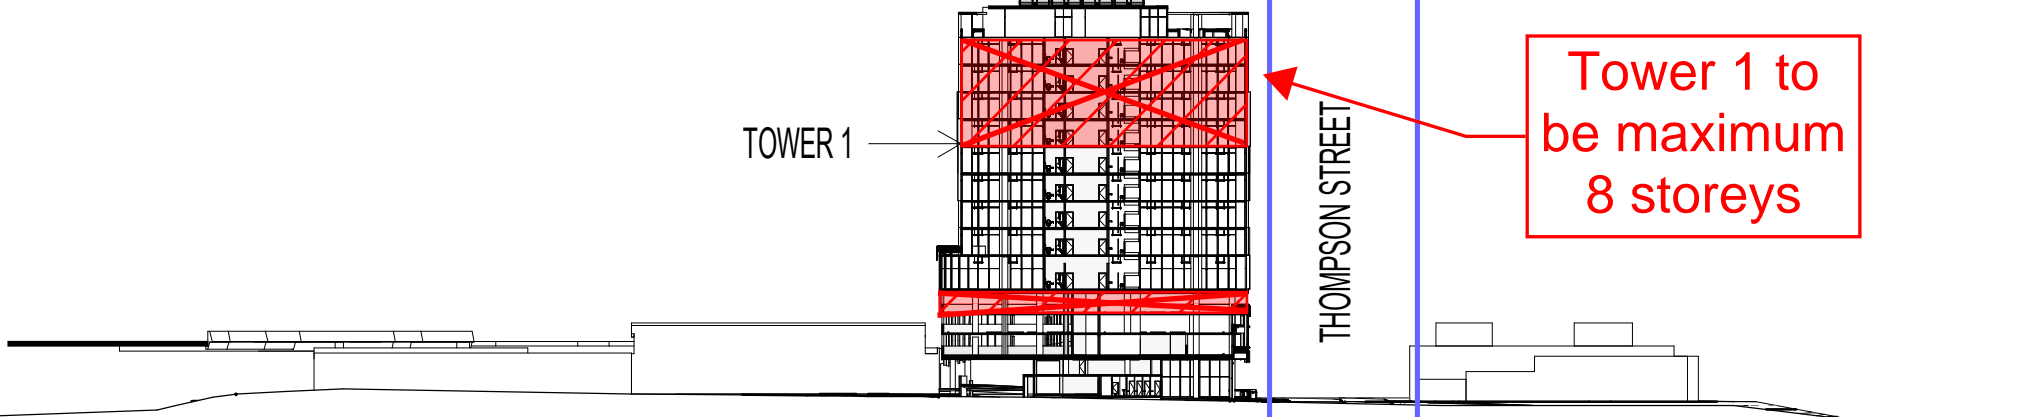 TOWER 1
THOMPSON STREET
Tower 1 to
be maximum
8 storeys